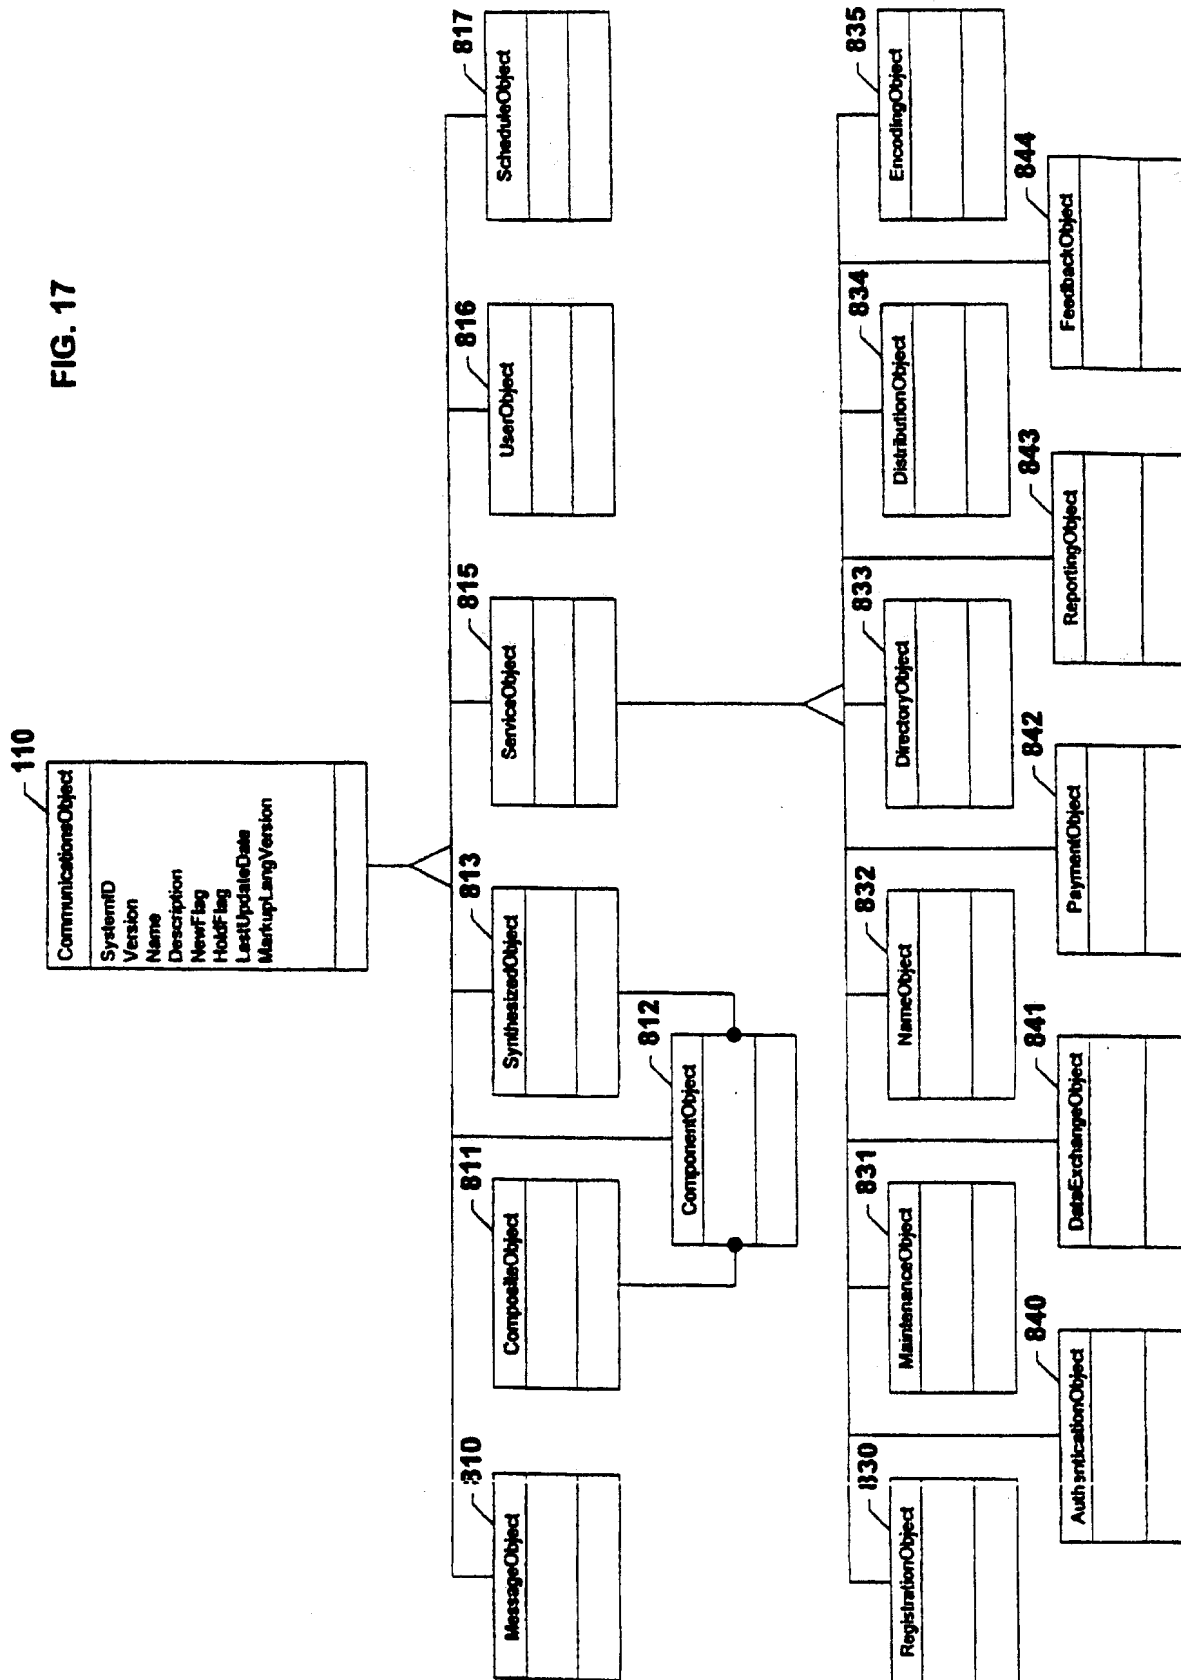 FIG. 17
110
CommunicationsObject
SystemID
Version
Name
Description
NewFlag
HoldFlag
LastUpdateDate
MarkupLangVersion
810
MessageObject
811
CompositeObject
813
SynthesizedObject
815
ServiceObject
816
UserObject
817
ScheduleObject
812
ComponentObject
830
RegistrationObject
831
MaintenanceObject
832
NameObject
833
DirectoryObject
834
DistributionObject
835
EncodingObject
840
AuthenticationObject
841
DataExchangeObject
842
PaymentObject
843
ReportingObject
844
FeedbackObject